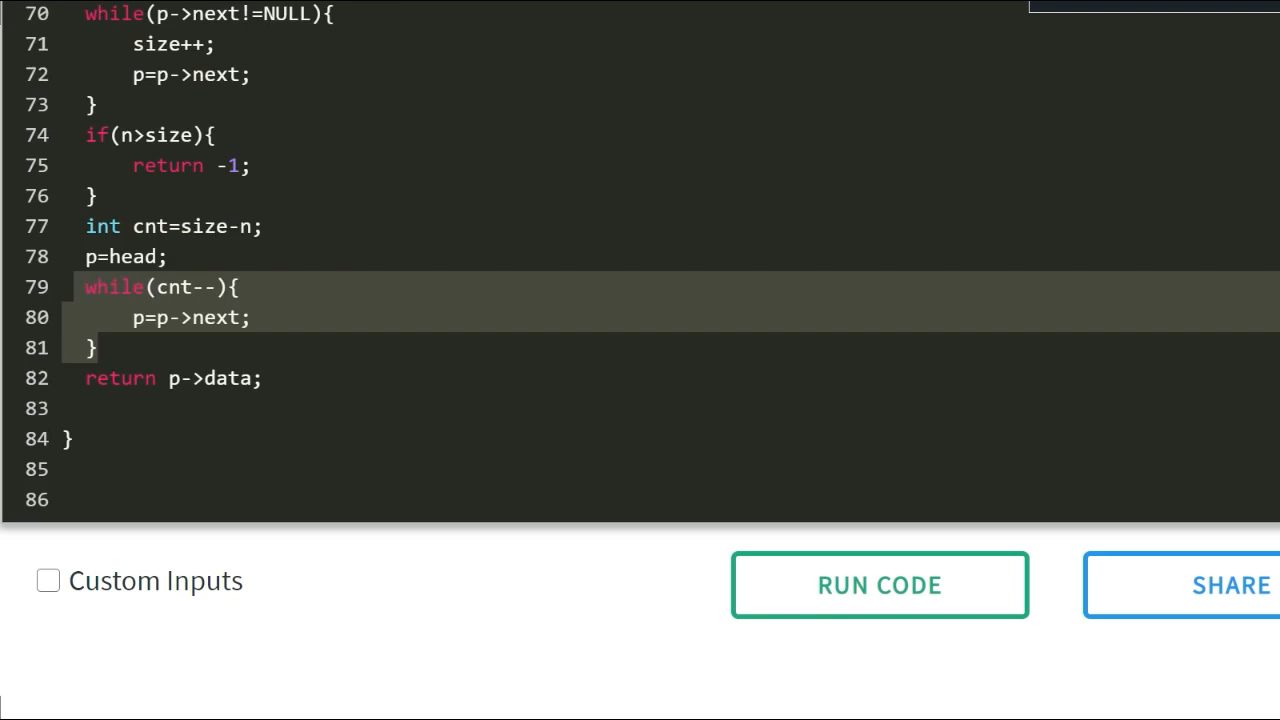 70 while(p->next!=NULL){
71 size++;
72 p=p->next;
73 }
74 if(n>size){
75 return -1;
76 }
77 int cnt=size-n;
78 p=head;
79 while(cnt--){
80 p=p->next;
81 }
82 return p->data;
83
84 }
85
86
Custom Inputs
RUN CODE
SHARE